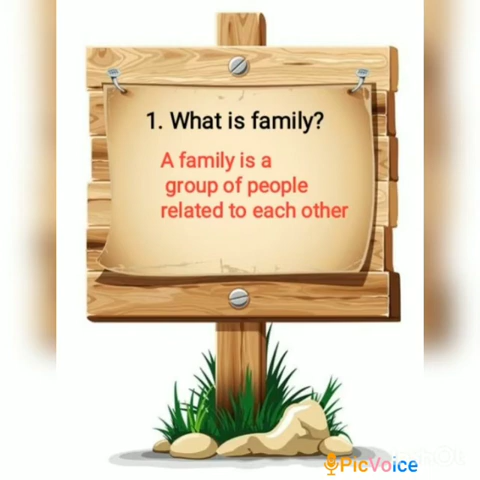 1. What is family?
A family is a
group of people
related to each other
PicVoice